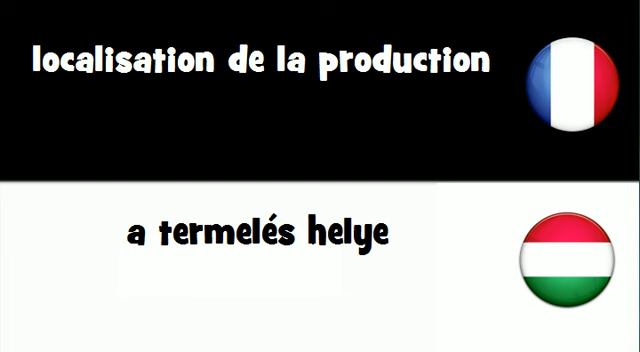 localisation de la production
a termelés helye